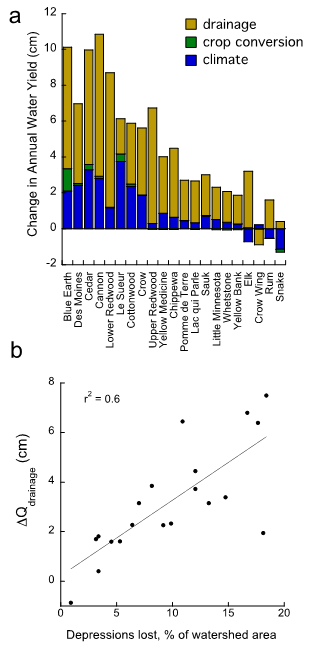 a
12
10
8
6
4
2
0
-2
Change in Annual Water Yield (cm)
drainage
crop conversion
climate
Blue Earth
Des Moines
Cedar
Cannon
Lower Redwood
Le Sueur
Cottonwood
Crow
Upper Redwood
Yellow Medicine
Chippewa
Pomme de Terre
Lac qui Parle
Sauk
Little Minnesota
Whetstone
Yellow Bank
Elk
Crow Wing
Rum
Snake
b
8
6
4
2
0
ΔQdrainage (cm)
r² = 0.6
0 5 10 15 20
Depressions lost, % of watershed area